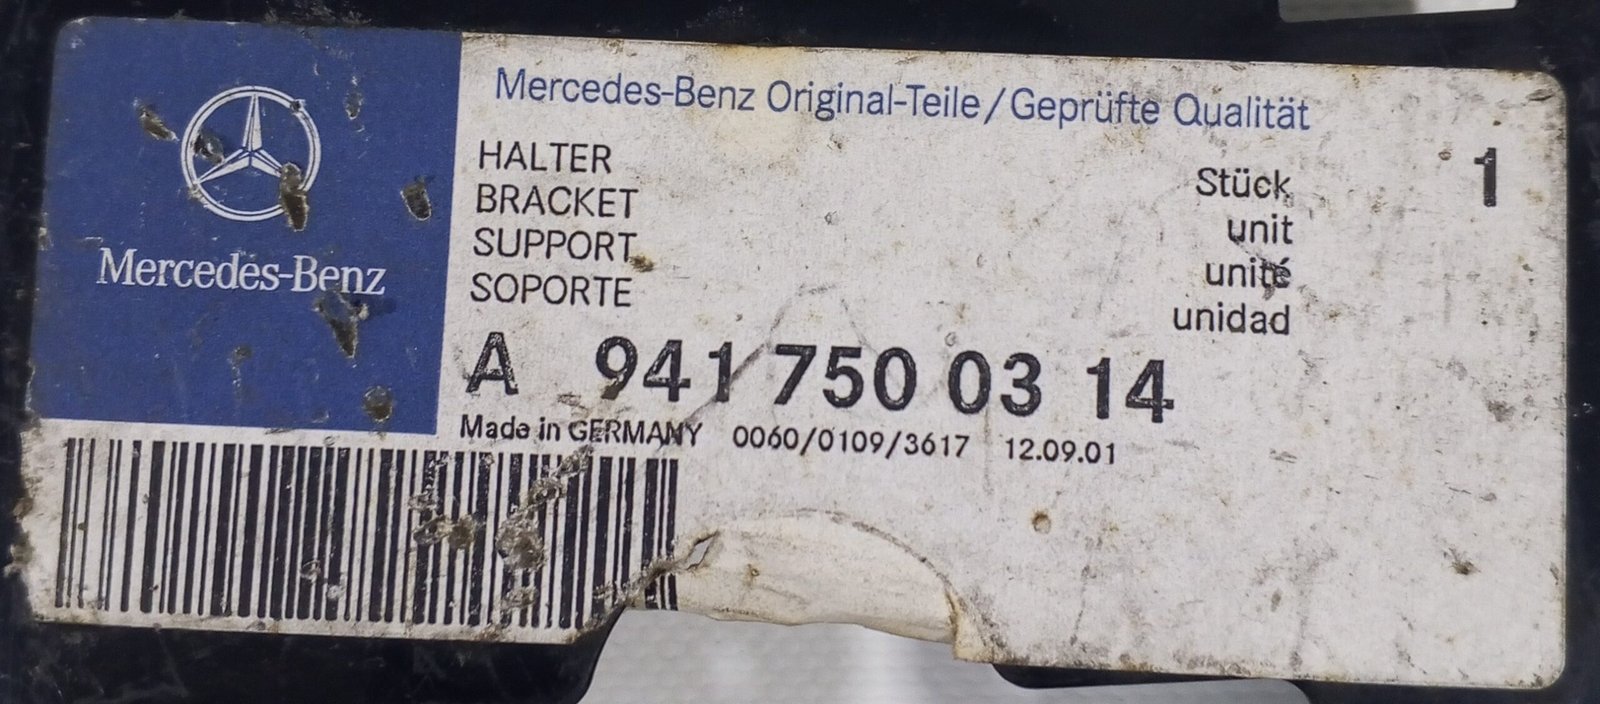 Mercedes-Benz
Mercedes-Benz Original-Teile/Geprüfte Qualität
HALTER
BRACKET
SUPPORT
SOPORTE
Stück 1
unit
unité
unidad
A 941 750 03 14
Made in GERMANY 0060/0109/3617 12.09.01